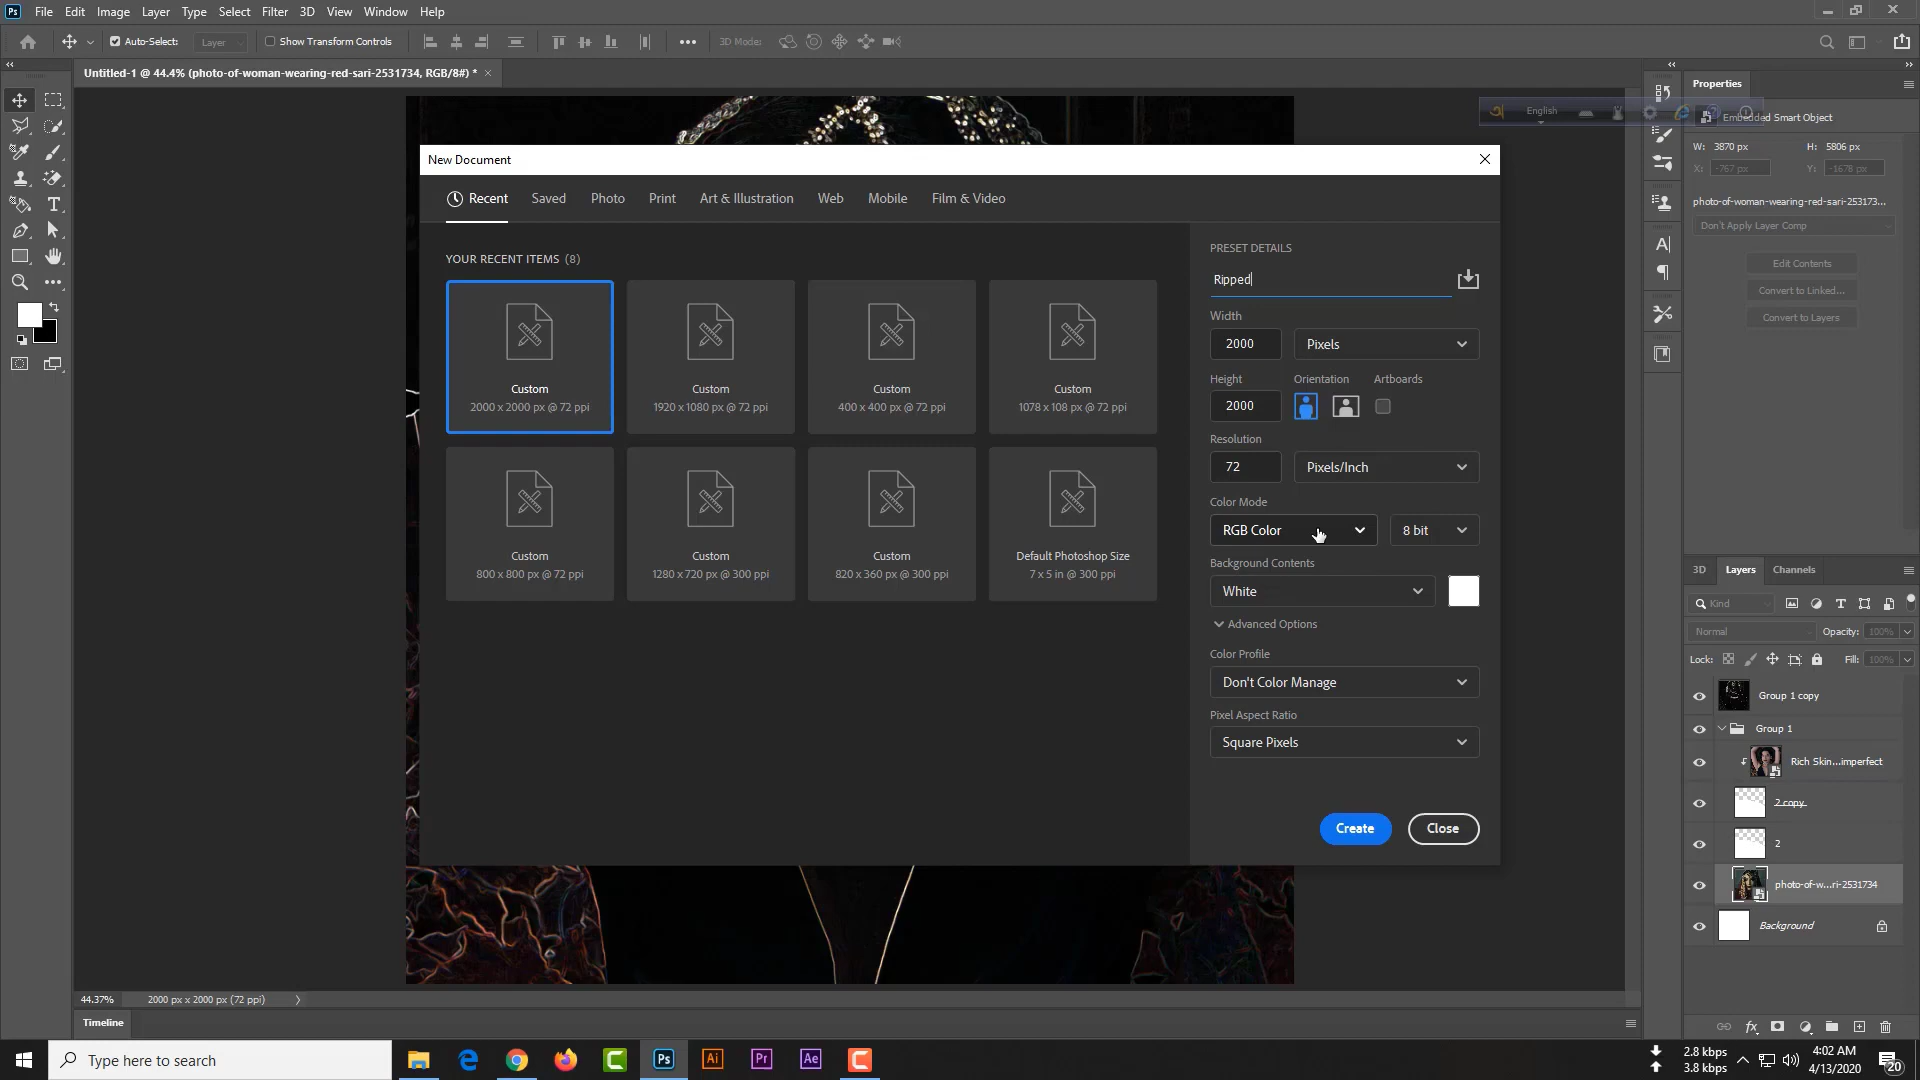 Ps File Edit Image Layer Type Select Filter 3D View Window Help
Auto-Select: Layer Show Transform Controls 3D Mode:
Untitled-1 @ 44.4% (photo-of-woman-wearing-red-sari-2531734, RGB/8#) * ×
Properties
English
Embedded Smart Object
W: 3870 px H: 5806 px
X: -767 px Y: -1678 px
photo-of-woman-wearing-red-sari-253173...
Don't Apply Layer Comp
Edit Contents
Convert to Linked...
Convert to Layers
New Document
Recent Saved Photo Print Art & Illustration Web Mobile Film & Video
YOUR RECENT ITEMS (8)
Custom
2000 x 2000 px @ 72 ppi
Custom
1920 x 1080 px @ 72 ppi
Custom
400 x 400 px @ 72 ppi
Custom
1078 x 108 px @ 72 ppi
Custom
800 x 800 px @ 72 ppi
Custom
1280 x 720 px @ 300 ppi
Custom
820 x 360 px @ 300 ppi
Default Photoshop Size
7 x 5 in @ 300 ppi
PRESET DETAILS
Ripped
Width
2000 Pixels
Height Orientation Artboards
2000
Resolution
72 Pixels/Inch
Color Mode
RGB Color 8 bit
Background Contents
White
Advanced Options
Color Profile
Don't Color Manage
Pixel Aspect Ratio
Square Pixels
Create Close
3D Layers Channels
Kind
Normal Opacity: 100%
Lock: Fill: 100%
Group 1 copy
Group 1
Rich Skin...imperfect
2 copy
2
photo-of-w...ri-2531734
Background
44.37% 2000 px x 2000 px (72 ppi)
Timeline
Type here to search
Ps Ai Pr Ae
2.8 kbps
3.8 kbps
4:02 AM
4/13/2020
20